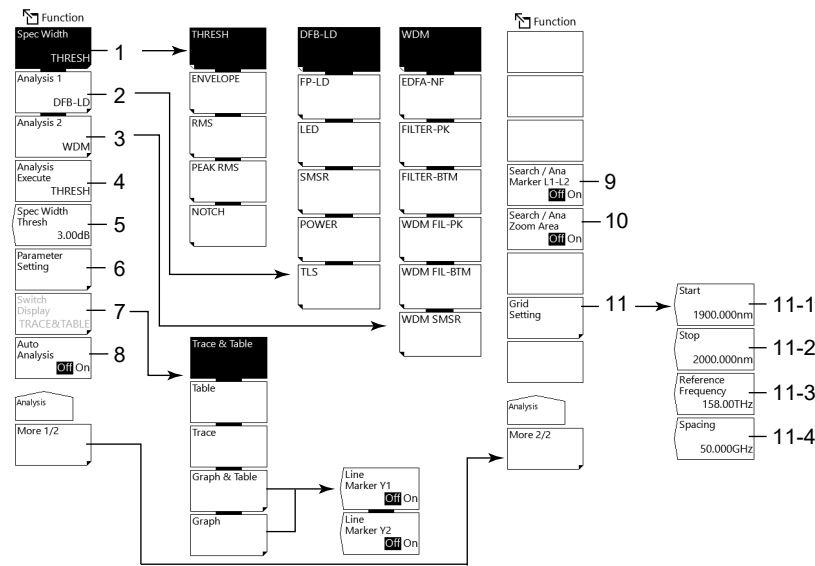 Function
Spec Width
THRESH
Analysis 1
DFB-LD
Analysis 2
WDM
Analysis
Execute
THRESH
Spec Width
Thresh
3.00dB
Parameter
Setting
Switch
Display
TRACE&TABLE
Auto
Analysis
Off On
Analysis
More 1/2
1
2
3
4
5
6
7
8
THRESH
ENVELOPE
RMS
PEAK RMS
NOTCH
DFB-LD
FP-LD
LED
SMSR
POWER
TLS
WDM
EDFA-NF
FILTER-PK
FILTER-BTM
WDM FIL-PK
WDM FIL-BTM
WDM SMSR
Trace & Table
Table
Trace
Graph & Table
Graph
Line
Marker Y1
Off On
Line
Marker Y2
Off On
Function
Search / Ana
Marker L1-L2
Off On
Search / Ana
Zoom Area
Off On
Grid
Setting
Analysis
More 2/2
9
10
11
Start
1900.000nm
Stop
2000.000nm
Reference
Frequency
158.00THz
Spacing
50.000GHz
11-1
11-2
11-3
11-4